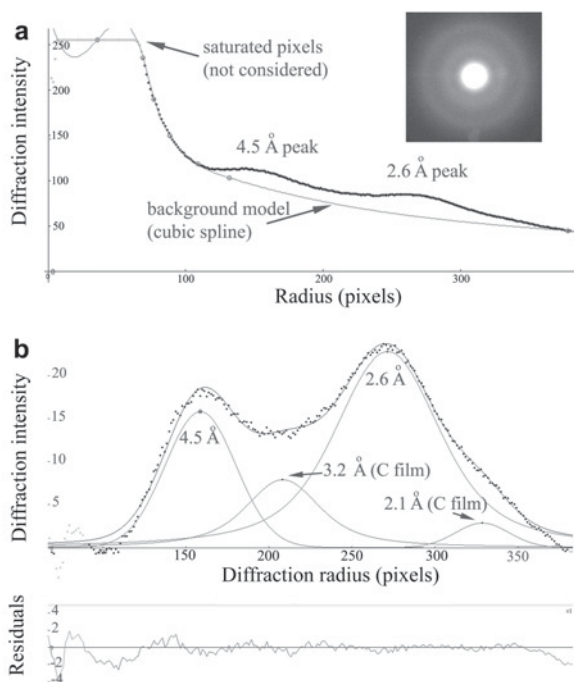 a
Diffraction intensity
250
200
150
100
50
0
0
saturated pixels
(not considered)
4.5 Å peak
2.6 Å peak
background model
(cubic spline)
100
200
300
Radius (pixels)
b
Diffraction intensity
20
15
10
5
0
4.5 Å
2.6 Å
3.2 Å (C film)
2.1 Å (C film)
150
200
250
300
350
Diffraction radius (pixels)
Residuals
4
2
-2
-4